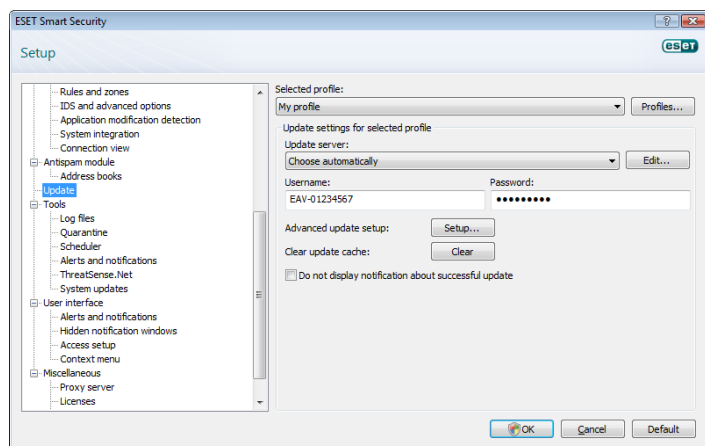 ESET Smart Security
Setup
eset
Rules and zones
IDS and advanced options
Application modification detection
System integration
Connection view
Antispam module
Address books
Update
Tools
Log files
Quarantine
Scheduler
Alerts and notifications
ThreatSense.Net
System updates
User interface
Alerts and notifications
Hidden notification windows
Access setup
Context menu
Miscellaneous
Proxy server
Licenses
Selected profile:
My profile
Profiles...
Update settings for selected profile
Update server:
Choose automatically
Edit...
Username:
Password:
EAV-01234567
•••••••••
Advanced update setup:
Setup...
Clear update cache:
Clear
Do not display notification about successful update
OK
Cancel
Default